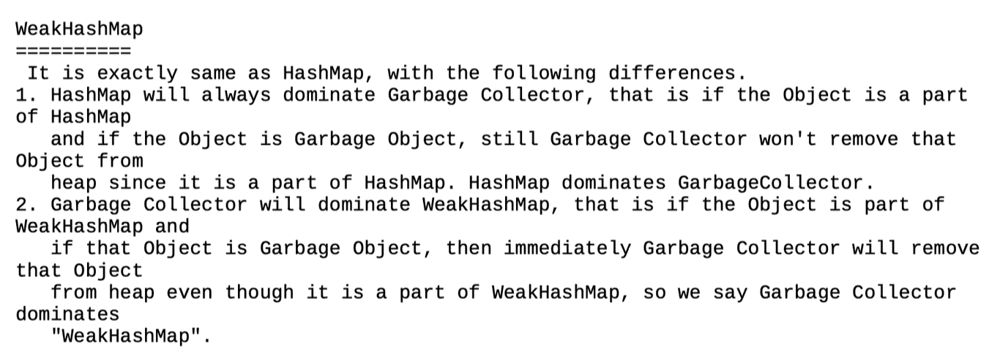 WeakHashMap
==========
It is exactly same as HashMap, with the following differences.
1. HashMap will always dominate Garbage Collector, that is if the Object is a part
of HashMap
and if the Object is Garbage Object, still Garbage Collector won't remove that
Object from
heap since it is a part of HashMap. HashMap dominates GarbageCollector.
2. Garbage Collector will dominate WeakHashMap, that is if the Object is part of
WeakHashMap and
if that Object is Garbage Object, then immediately Garbage Collector will remove
that Object
from heap even though it is a part of WeakHashMap, so we say Garbage Collector
dominates
"WeakHashMap".